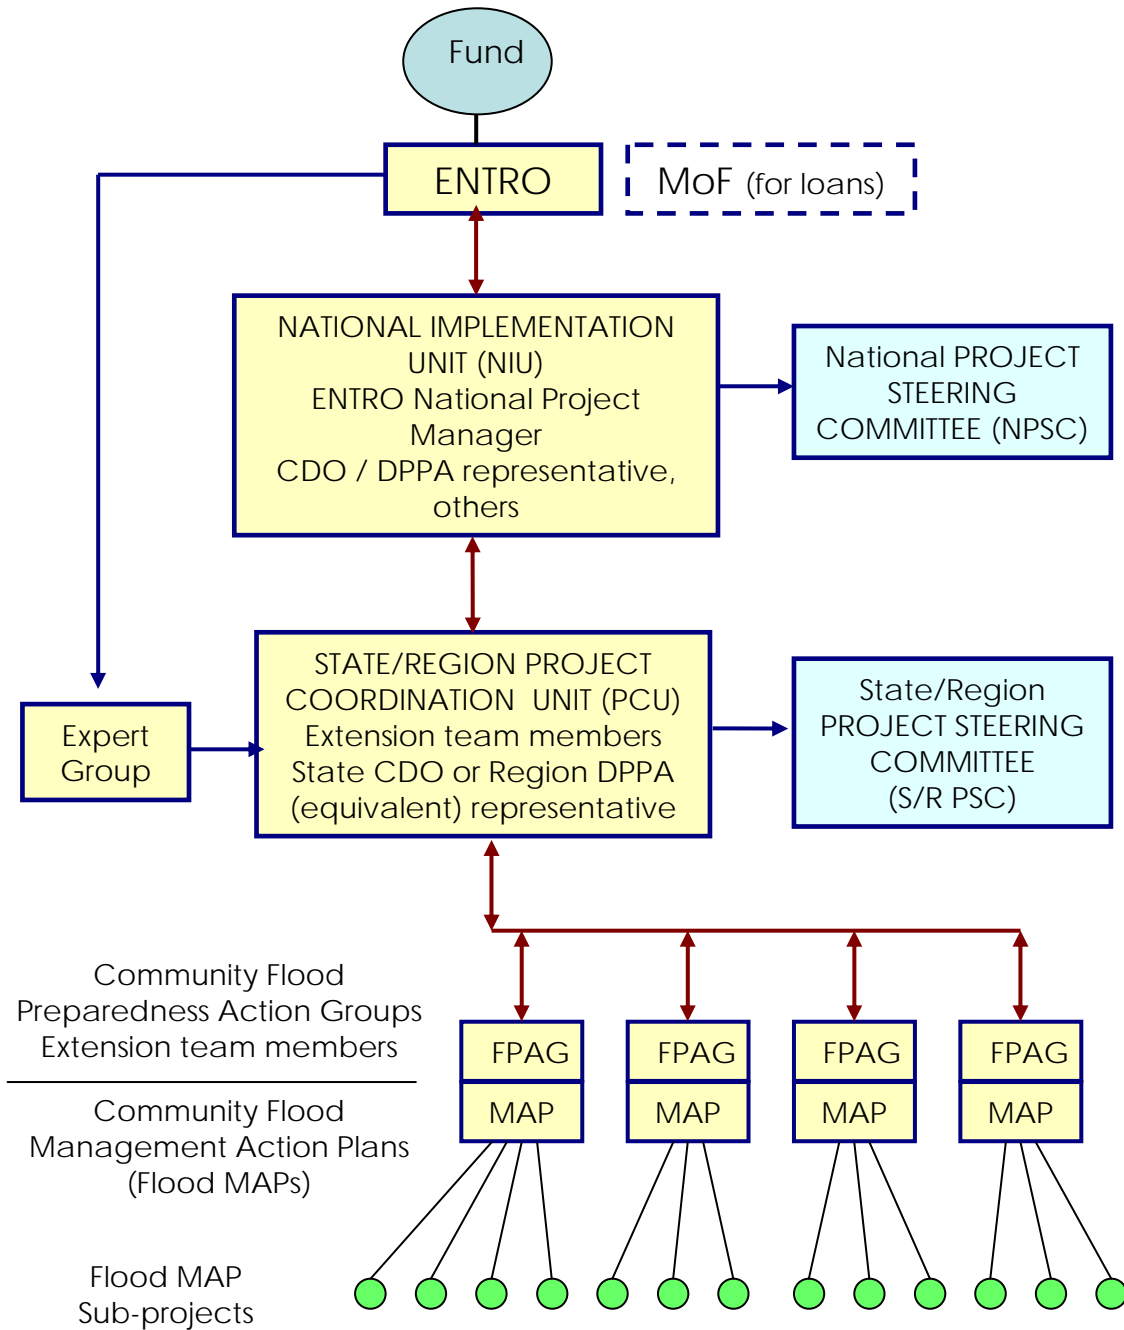 Fund
ENTRO
MoF (for loans)
NATIONAL IMPLEMENTATION
UNIT (NIU)
ENTRO National Project
Manager
CDO / DPPA representative,
others
National PROJECT
STEERING
COMMITTEE (NPSC)
STATE/REGION PROJECT
COORDINATION UNIT (PCU)
Extension team members
State CDO or Region DPPA
(equivalent) representative
State/Region
PROJECT STEERING
COMMITTEE
(S/R PSC)
Expert
Group
Community Flood
Preparedness Action Groups
Extension team members
FPAG
FPAG
FPAG
FPAG
Community Flood
Management Action Plans
(Flood MAPs)
MAP
MAP
MAP
MAP
Flood MAP
Sub-projects